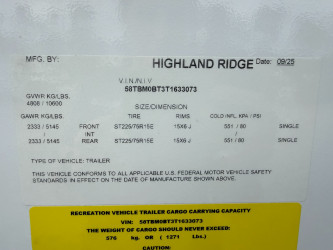 MFG. BY: HIGHLAND RIDGE Date: 09/25
V.I.N./N.I.V.
58TBM0BT3T1633073
GVWR KG/LBS.
4808 / 10600
SIZE/DIMENSION
GAWR KG/LBS. TIRE RIMS COLD INFL. KPA / PSI
2333 / 5145 FRONT ST225/75R15E 15X6 J 551 / 80 SINGLE
INT
2333 / 5145 REAR ST225/75R15E 15X6 J 551 / 80 SINGLE
TYPE OF VEHICLE: TRAILER
THIS VEHICLE CONFORMS TO ALL APPLICABLE U.S. FEDERAL MOTOR VEHICLE SAFETY
STANDARDS IN EFFECT ON THE DATE OF MANUFACTURE SHOWN ABOVE.
RECREATION VEHICLE TRAILER CARGO CARRYING CAPACITY
VIN: 58TBM0BT3T1633073
THE WEIGHT OF CARGO SHOULD NEVER EXCEED:
576 kg. OR ( 1271 Lbs.)